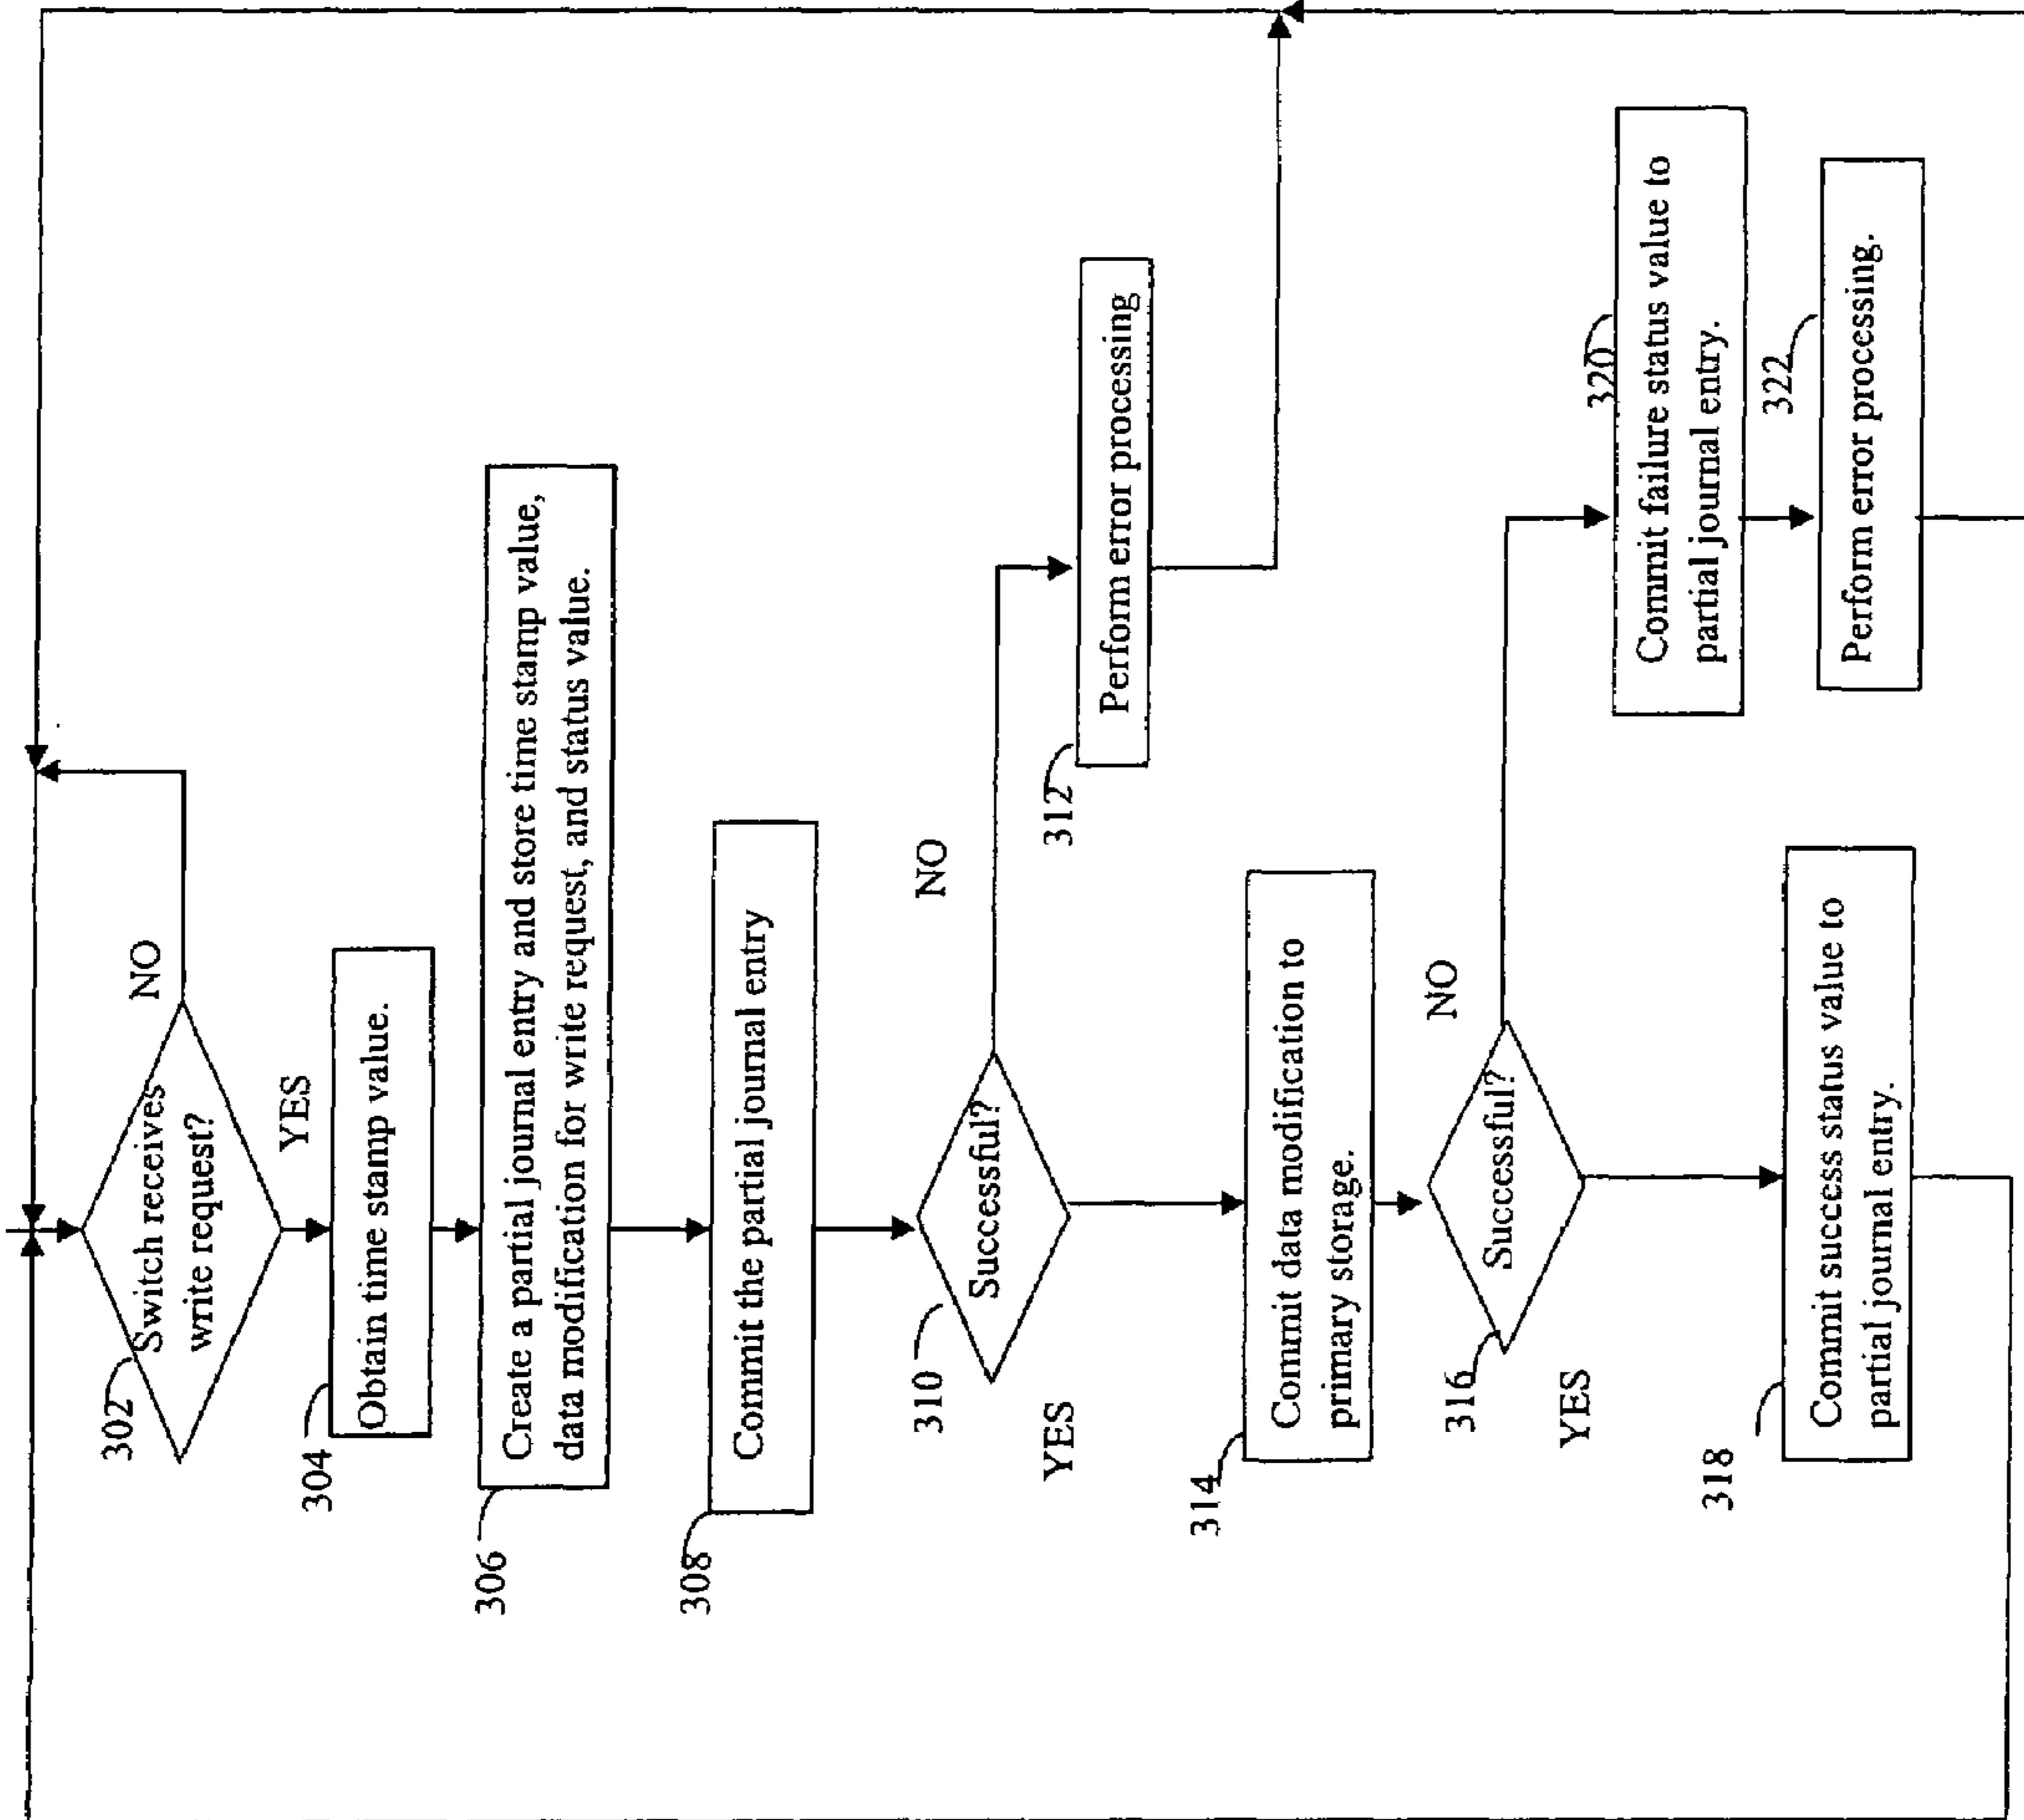 302
Switch receives
write request?
NO
YES
304
Obtain time stamp value.
306
Create a partial journal entry and store time stamp value,
data modification for write request, and status value.
308
Commit the partial journal entry
310
Successful?
NO
YES
312
Perform error processing
314
Commit data modification to
primary storage.
316
Successful?
NO
YES
320
Commit failure status value to
partial journal entry.
322
Perform error processing.
318
Commit success status value to
partial journal entry.